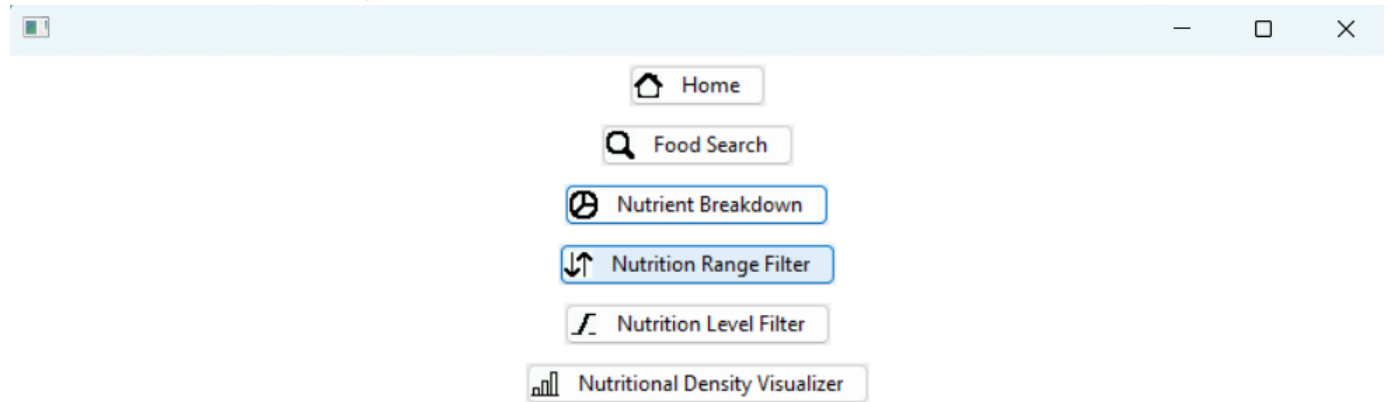 Home
Food Search
Nutrient Breakdown
Nutrition Range Filter
Nutrition Level Filter
Nutritional Density Visualizer